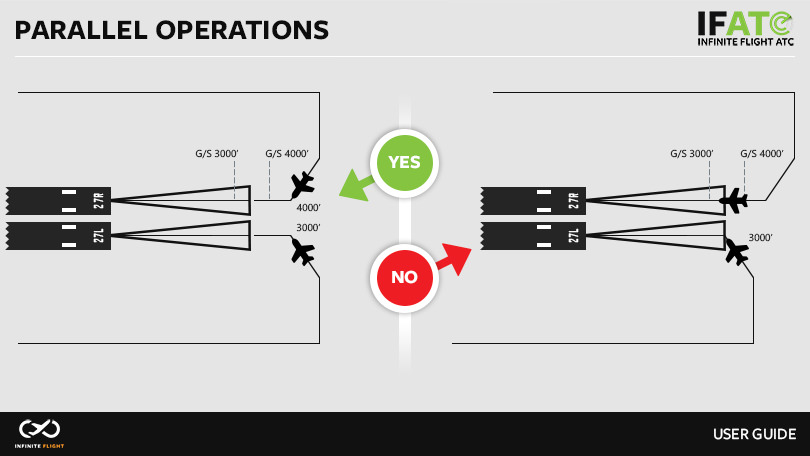 PARALLEL OPERATIONS
IFATC
INFINITE FLIGHT ATC
G/S 3000’
G/S 4000’
27R
4000’
3000’
27L
YES
NO
G/S 3000’
G/S 4000’
27R
27L
3000’
INFINITE FLIGHT
USER GUIDE